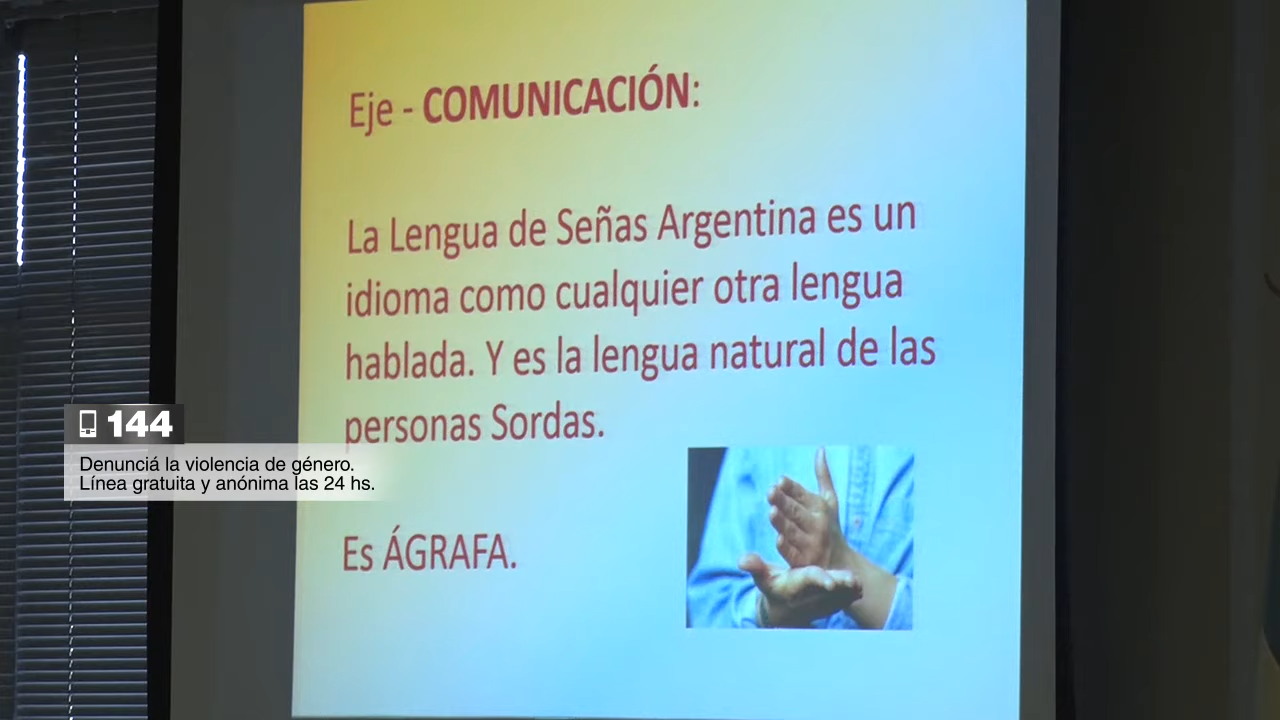 Eje - COMUNICACIÓN:
La Lengua de Señas Argentina es un
idioma como cualquier otra lengua
hablada. Y es la lengua natural de las
personas Sordas.
Es ÁGRAFA.
144
Denunciá la violencia de género.
Línea gratuita y anónima las 24 hs.